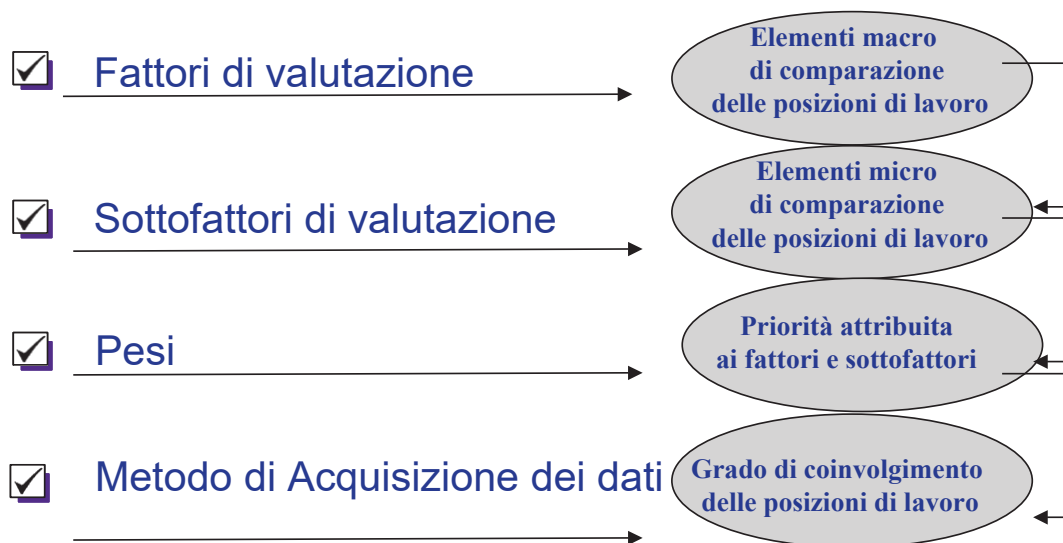 Fattori di valutazione
Elementi macro
di comparazione
delle posizioni di lavoro
Sottofattori di valutazione
Elementi micro
di comparazione
delle posizioni di lavoro
Pesi
Priorità attribuita
ai fattori e sottofattori
Metodo di Acquisizione dei dati
Grado di coinvolgimento
delle posizioni di lavoro